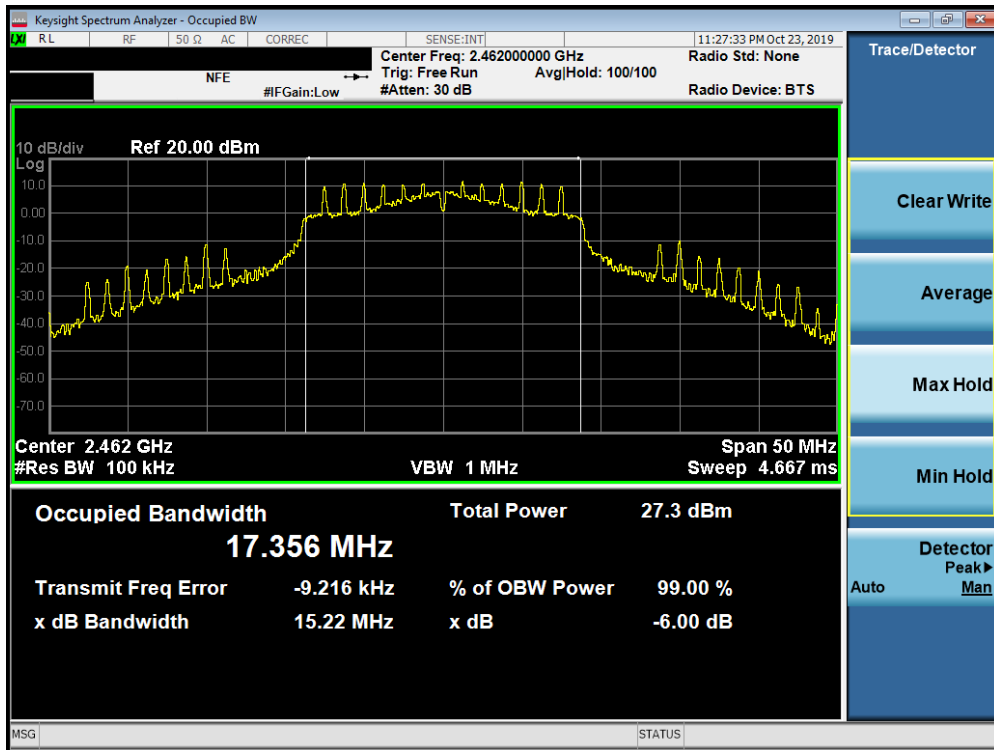 Keysight Spectrum Analyzer - Occupied BW
LXI RL RF 50 Ω AC CORREC SENSE:INT 11:27:33 PM Oct 23, 2019
Center Freq: 2.462000000 GHz Radio Std: None
NFE Trig: Free Run Avg|Hold: 100/100
#IFGain:Low #Atten: 30 dB Radio Device: BTS
Trace/Detector
10 dB/div Ref 20.00 dBm
Log
10.0
0.00
-10.0
-20.0
-30.0
-40.0
-50.0
-60.0
-70.0
Center 2.462 GHz Span 50 MHz
#Res BW 100 kHz VBW 1 MHz Sweep 4.667 ms
Occupied Bandwidth Total Power 27.3 dBm
17.356 MHz
Transmit Freq Error -9.216 kHz % of OBW Power 99.00 %
x dB Bandwidth 15.22 MHz x dB -6.00 dB
Clear Write
Average
Max Hold
Min Hold
Detector
Peak▶
Auto Man
MSG STATUS